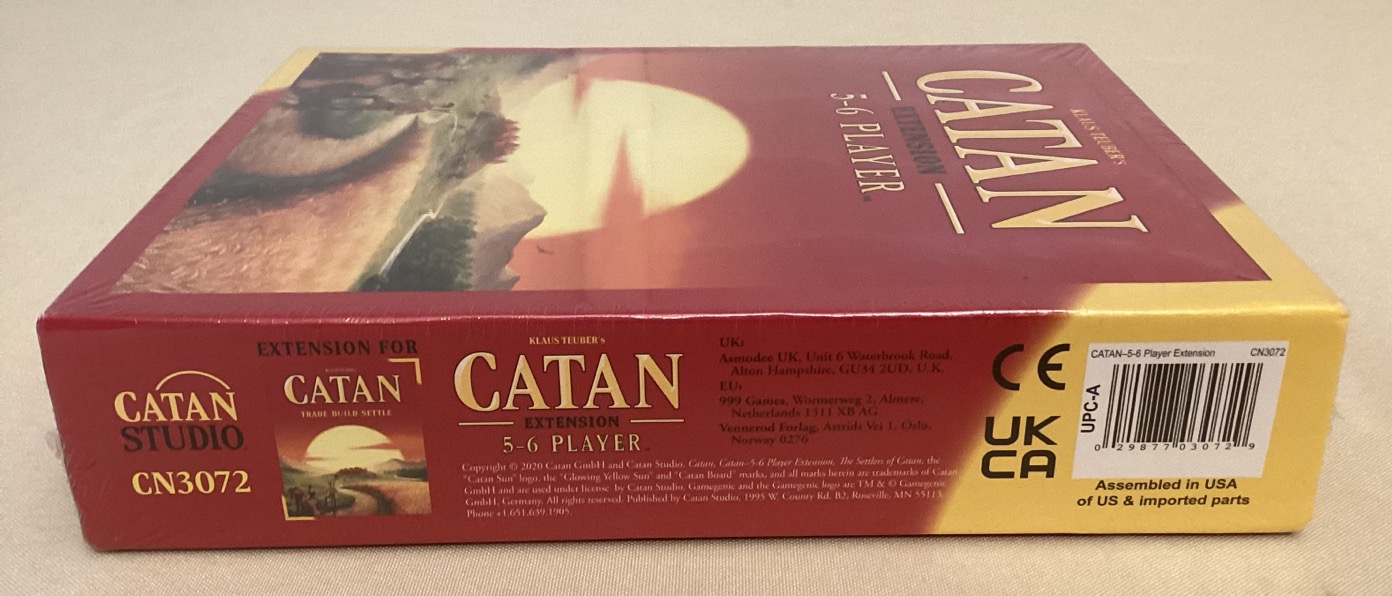 KLAUS TEUBER'S
CATAN
EXTENSION
5-6 PLAYER™
CATAN
STUDIO
CN3072
EXTENSION FOR
CATAN
TRADE BUILD SETTLE
KLAUS TEUBER'S
CATAN
EXTENSION
5-6 PLAYER™
Copyright © 2020 Catan GmbH and Catan Studio. Catan, Catan–5-6 Player Extension, The Settlers of Catan, the
"Catan Sun" logo, the "Glowing Yellow Sun" and "Catan Board" marks, and all marks herein are trademarks of Catan
GmbH and are used under license by Catan Studio. Gamegenic and the Gamegenic logo are TM & © Gamegenic
GmbH, Germany. All rights reserved. Published by Catan Studio, 1995 W. County Rd. B2, Roseville, MN 55113.
Phone +1.651.639.1905.
UK:
Asmodee UK, Unit 6 Waterbrook Road,
Alton Hampshire, GU34 2UD, U.K.
EU:
999 Games, Wormerweg 2, Almere,
Netherlands 1311 XB AG
Vennerod Forlag, Astrids Vei 1, Oslo,
Norway 0276
CE
UK
CA
CATAN–5-6 Player Extension CN3072
UPC-A
0 29877 03072 9
Assembled in USA
of US & imported parts